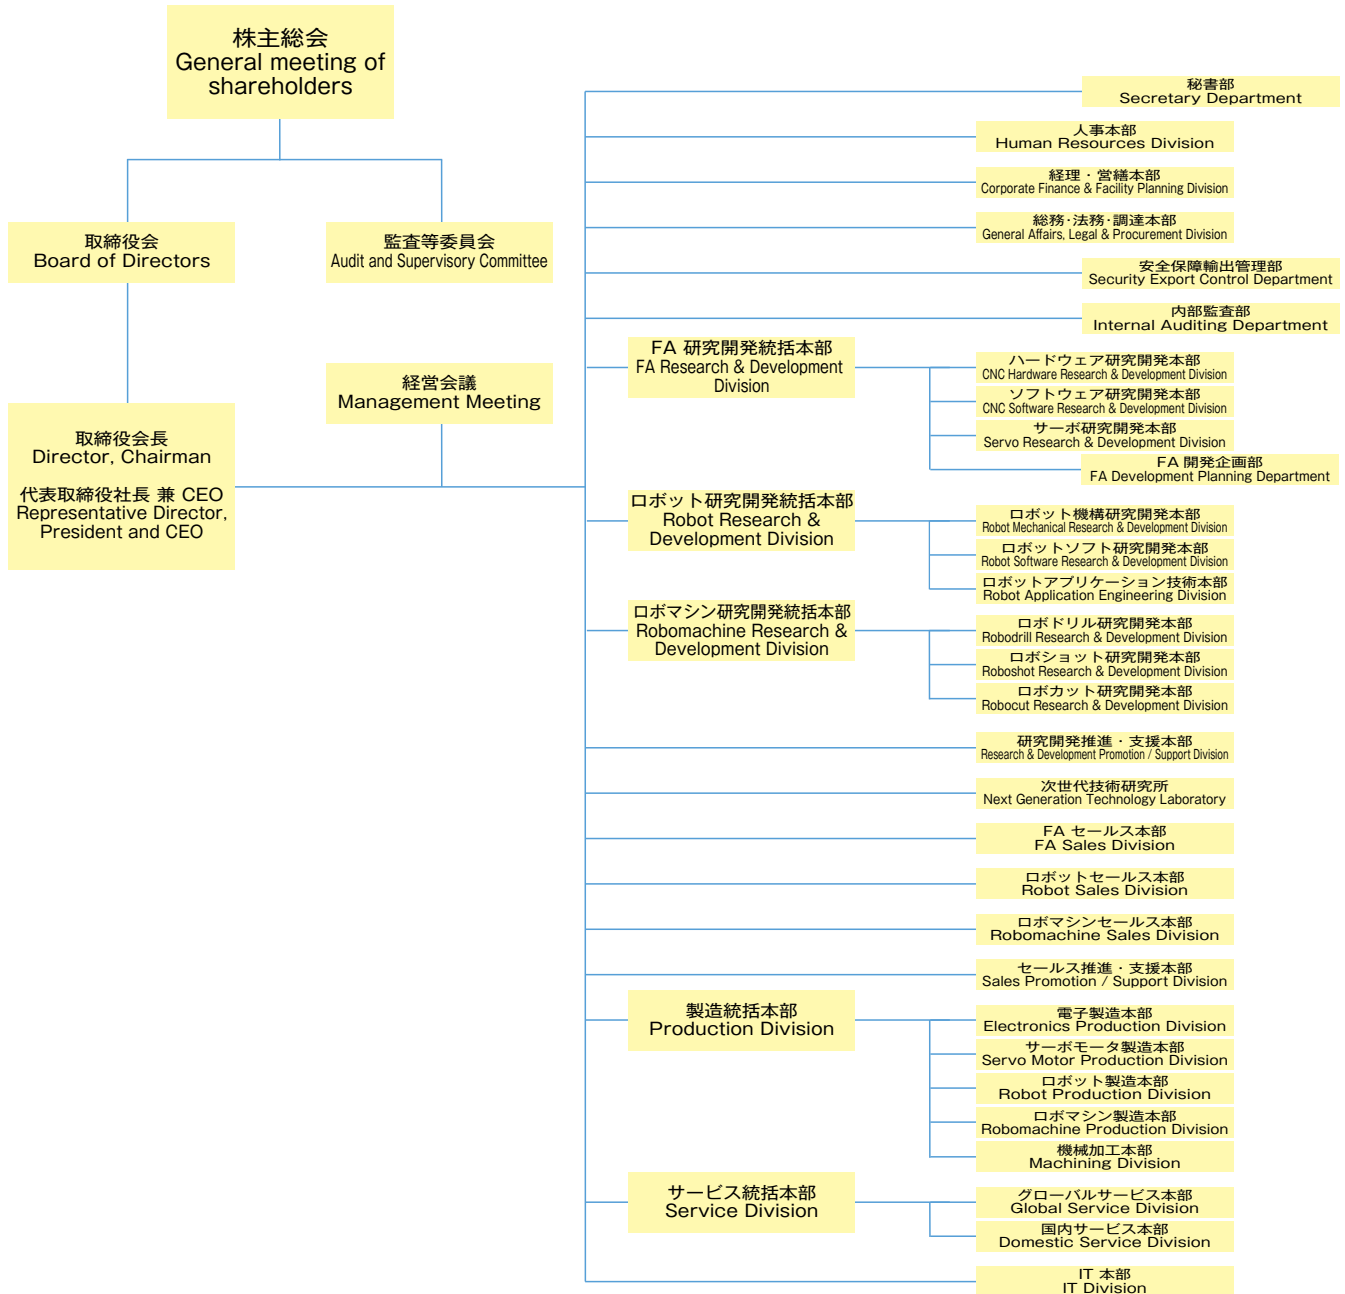 株主総会
General meeting of
shareholders
取締役会
Board of Directors
監査等委員会
Audit and Supervisory Committee
経営会議
Management Meeting
取締役会長
Director, Chairman
代表取締役社長 兼 CEO
Representative Director,
President and CEO
秘書部
Secretary Department
人事本部
Human Resources Division
経理・営繕本部
Corporate Finance & Facility Planning Division
総務・法務・調達本部
General Affairs, Legal & Procurement Division
安全保障輸出管理部
Security Export Control Department
内部監査部
Internal Auditing Department
FA 研究開発統括本部
FA Research & Development
Division
ハードウェア研究開発本部
CNC Hardware Research & Development Division
ソフトウェア研究開発本部
CNC Software Research & Development Division
サーボ研究開発本部
Servo Research & Development Division
FA 開発企画部
FA Development Planning Department
ロボット研究開発統括本部
Robot Research &
Development Division
ロボット機構研究開発本部
Robot Mechanical Research & Development Division
ロボットソフト研究開発本部
Robot Software Research & Development Division
ロボットアプリケーション技術本部
Robot Application Engineering Division
ロボマシン研究開発統括本部
Robomachine Research &
Development Division
ロボドリル研究開発本部
Robodrill Research & Development Division
ロボショット研究開発本部
Roboshot Research & Development Division
ロボカット研究開発本部
Robocut Research & Development Division
研究開発推進・支援本部
Research & Development Promotion / Support Division
次世代技術研究所
Next Generation Technology Laboratory
FA セールス本部
FA Sales Division
ロボットセールス本部
Robot Sales Division
ロボマシンセールス本部
Robomachine Sales Division
セールス推進・支援本部
Sales Promotion / Support Division
製造統括本部
Production Division
電子製造本部
Electronics Production Division
サーボモータ製造本部
Servo Motor Production Division
ロボット製造本部
Robot Production Division
ロボマシン製造本部
Robomachine Production Division
機械加工本部
Machining Division
サービス統括本部
Service Division
グローバルサービス本部
Global Service Division
国内サービス本部
Domestic Service Division
IT 本部
IT Division